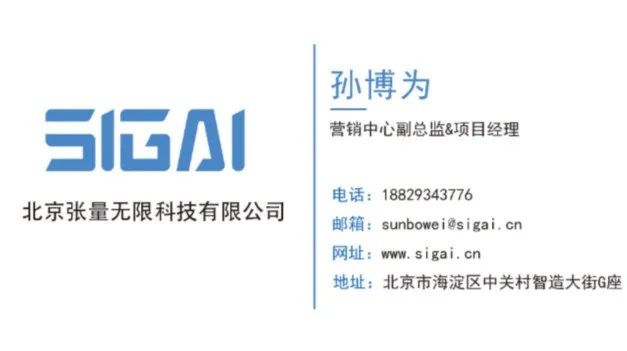 SIGAI
北京张量无限科技有限公司
孙博为
营销中心副总监&项目经理
电话：18829343776
邮箱：sunbowei@sigai.cn
网址：www.sigai.cn
地址：北京市海淀区中关村智造大街G座